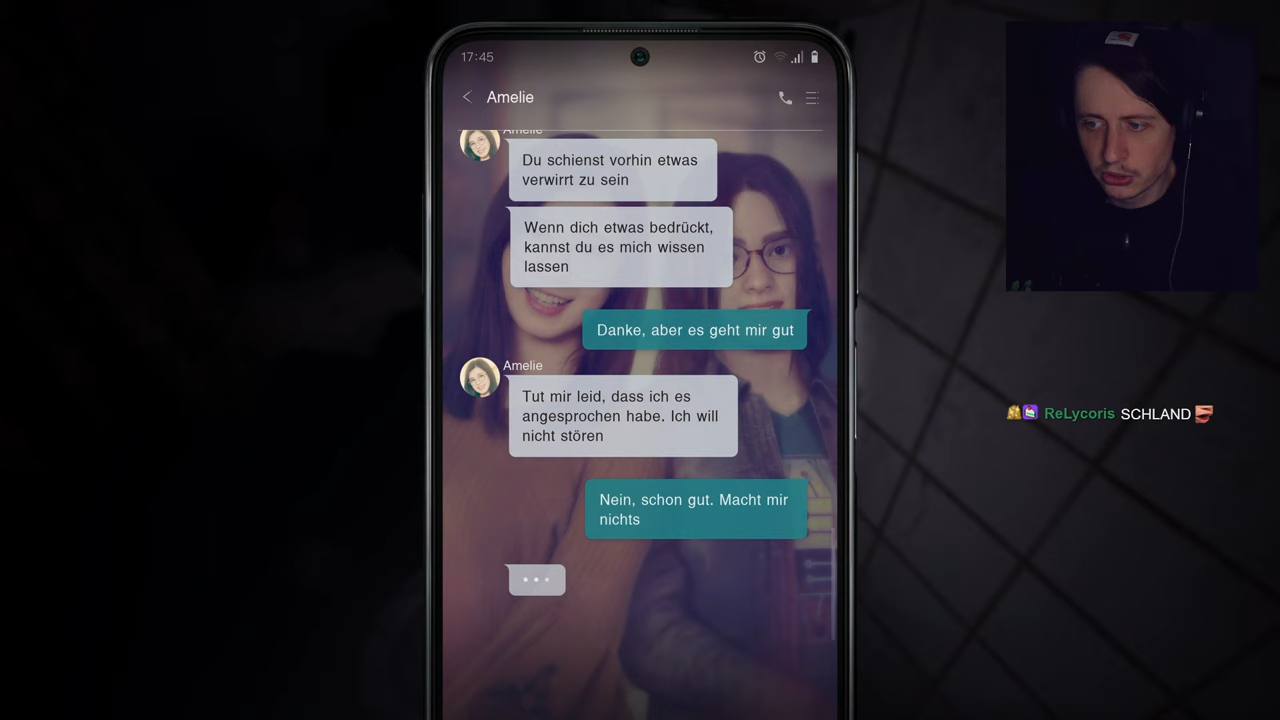 17:45
Amelie
Amelie
Du schienst vorhin etwas
verwirrt zu sein
Wenn dich etwas bedrückt,
kannst du es mich wissen
lassen
Danke, aber es geht mir gut
Amelie
Tut mir leid, dass ich es
angesprochen habe. Ich will
nicht stören
Nein, schon gut. Macht mir
nichts
ReLycoris SCHLAND